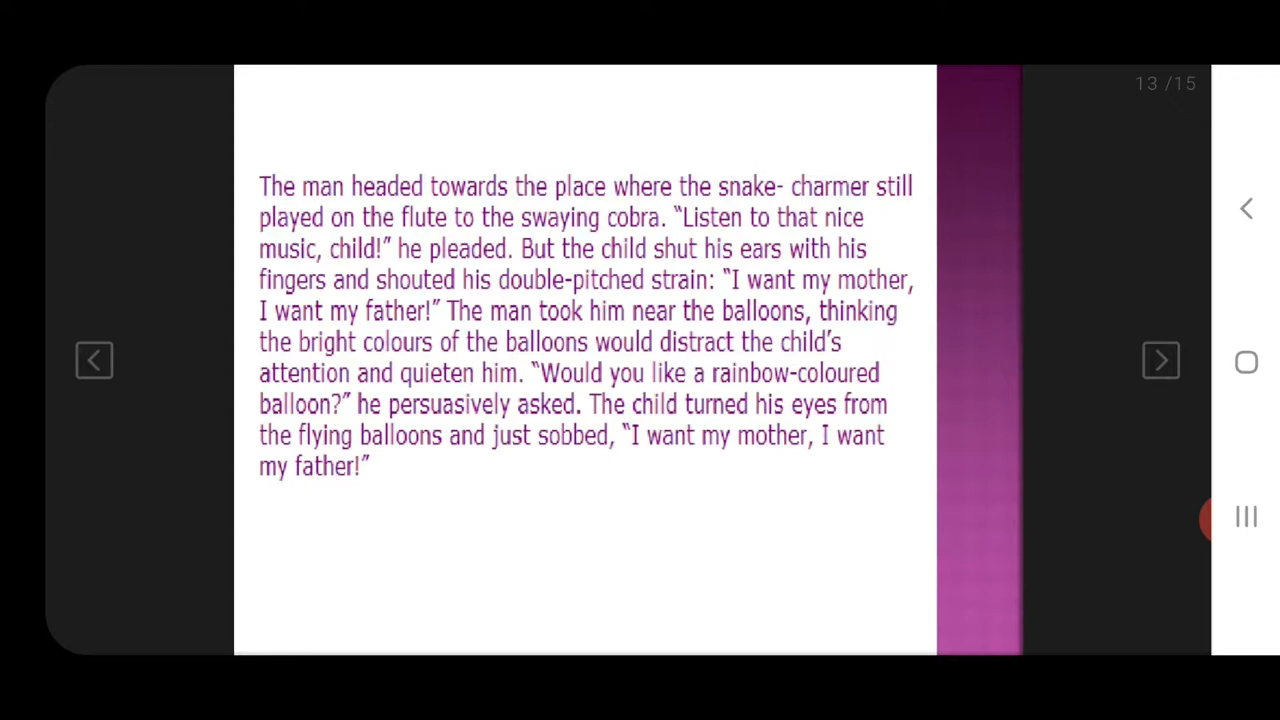 13 /15
The man headed towards the place where the snake- charmer still
played on the flute to the swaying cobra. “Listen to that nice
music, child!” he pleaded. But the child shut his ears with his
fingers and shouted his double-pitched strain: “I want my mother,
I want my father!” The man took him near the balloons, thinking
the bright colours of the balloons would distract the child’s
attention and quieten him. “Would you like a rainbow-coloured
balloon?” he persuasively asked. The child turned his eyes from
the flying balloons and just sobbed, “I want my mother, I want
my father!”